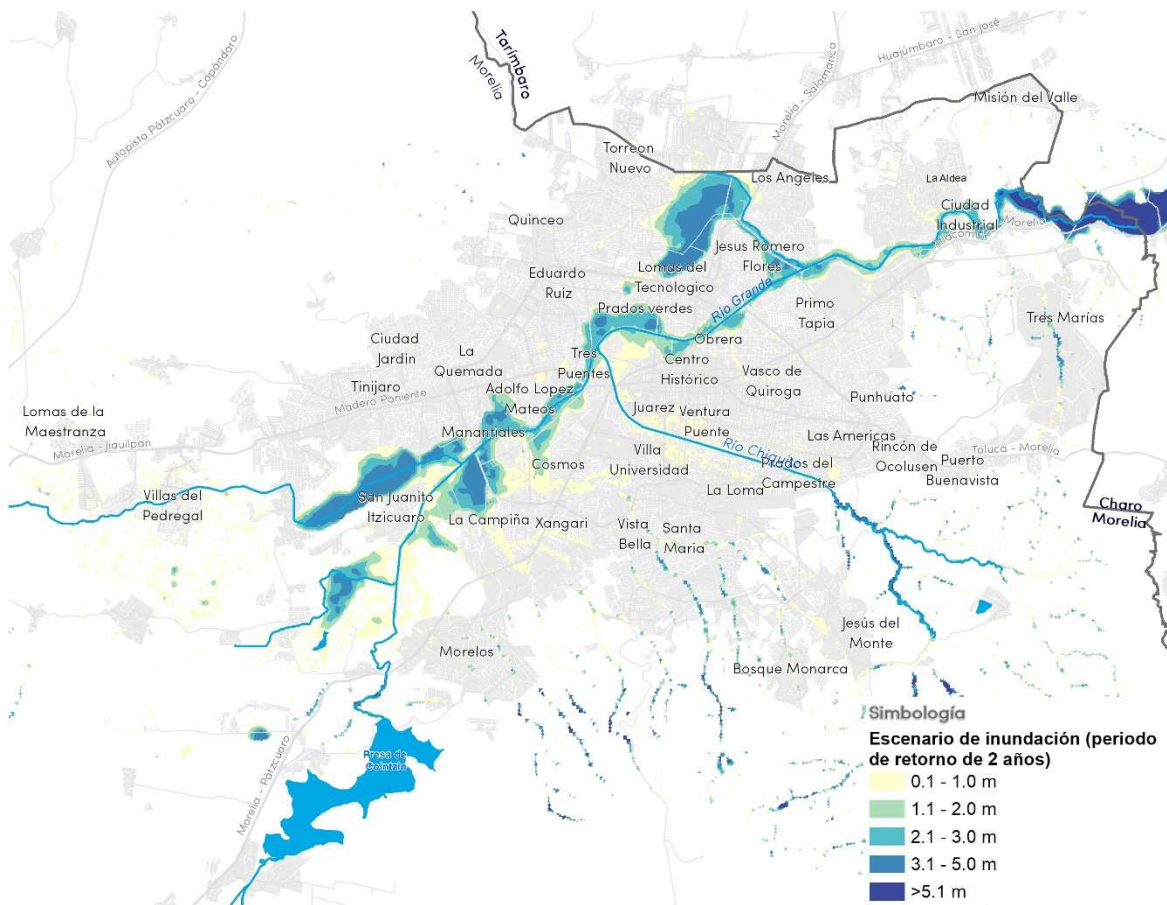 Huajúmbaro - San José
Tarímbaro
Morelia
Autopista Pátzcuaro - Copándaro
Morelia - Salamanca
Misión del Valle
Torreon
Nuevo
Los Angeles
La Aldea
Ciudad
Industrial
Morelia
Quinceo
Jesus Romero
Flores
Eduardo
Ruiz
Lomas del
Tecnologico
Río Grande
Prados verdes
Primo
Tapia
Tres Marías
Ciudad
Jardin
La
Quemada
Tres
Puentes
Obrera
Centro
Histórico
Vasco de
Quiroga
Tinijaro
Madero Poniente
Adolfo Lopez
Mateos
Punhuato
Lomas de la
Maestranza
Morelia - Jiquilpan
Manantiales
Juarez
Ventura
Puente
Las Americas
Río Chiquito
Cosmos
Villa
Universidad
Rincón de
Ocolusen
Toluca - Morelia
Puerto
Buenavista
Prados del
Campestre
La Loma
Villas del
Pedregal
San Juanito
Itzicuaro
La Campiña
Xangari
Vista
Bella
Santa
Maria
Charo
Morelia
Jesús del
Monte
Morelos
Bosque Monarca
Presa de
Cointzio
Morelia - Pátzcuaro
Simbología
Escenario de inundación (periodo
de retorno de 2 años)
0.1 - 1.0 m
1.1 - 2.0 m
2.1 - 3.0 m
3.1 - 5.0 m
>5.1 m